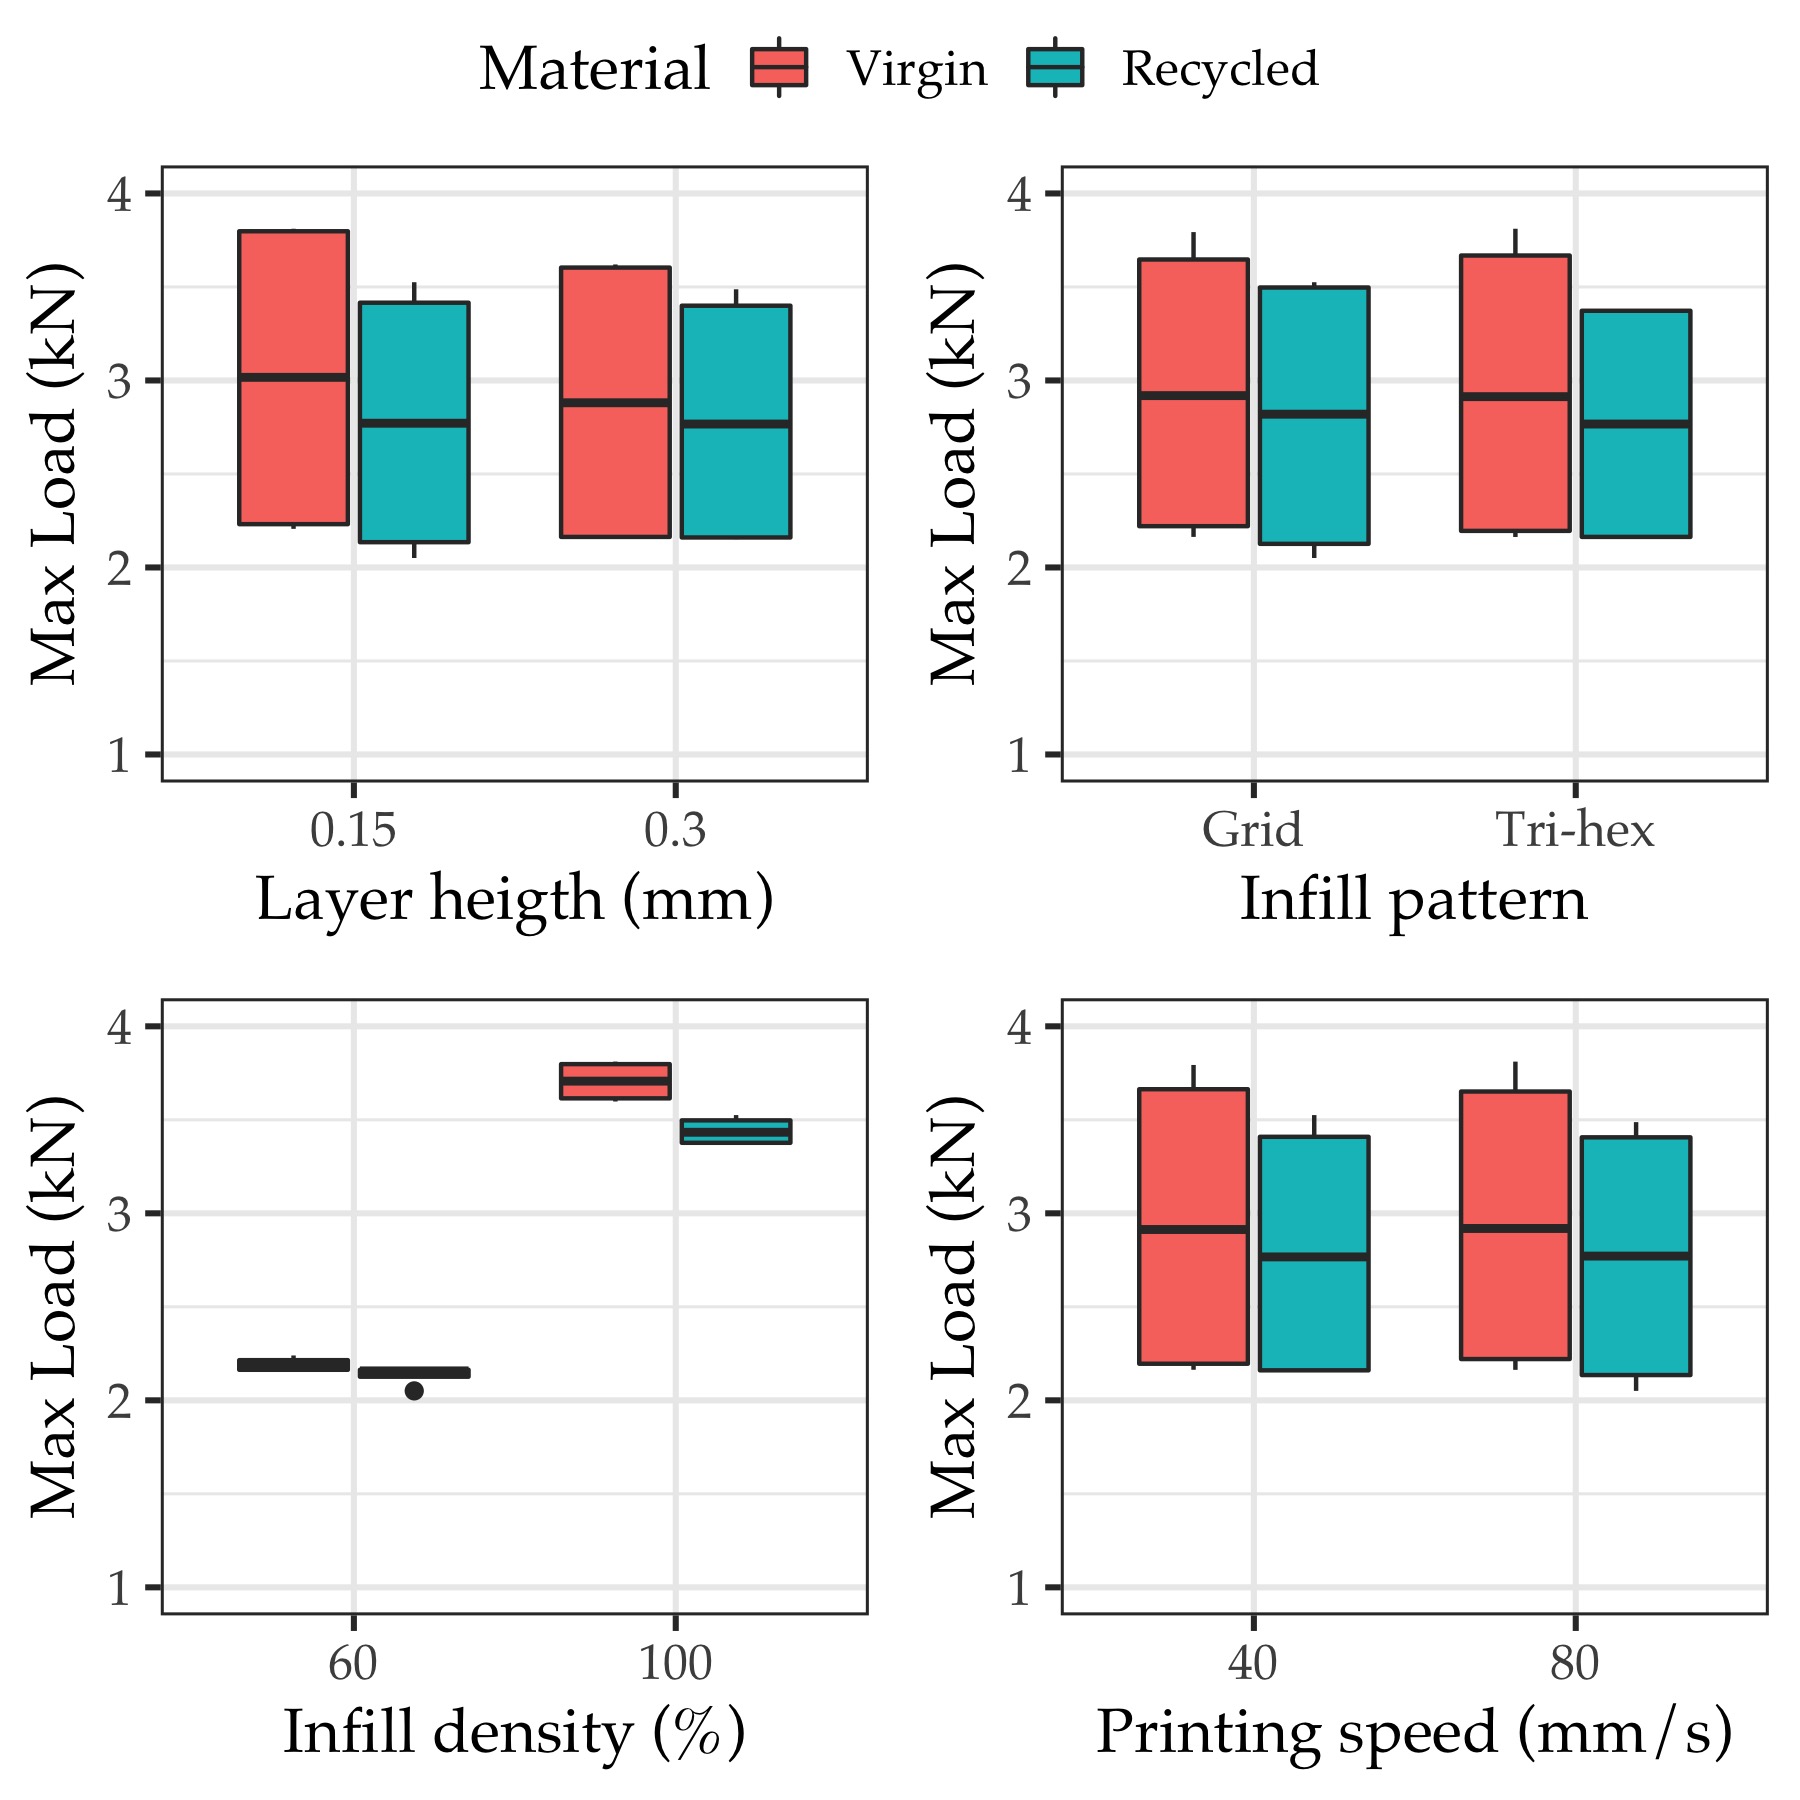 Material Virgin Recycled
Max Load (kN)
4
3
2
1
0.15 0.3
Layer heigth (mm)
Max Load (kN)
4
3
2
1
Grid Tri-hex
Infill pattern
Max Load (kN)
4
3
2
1
60 100
Infill density (%)
Max Load (kN)
4
3
2
1
40 80
Printing speed (mm/s)